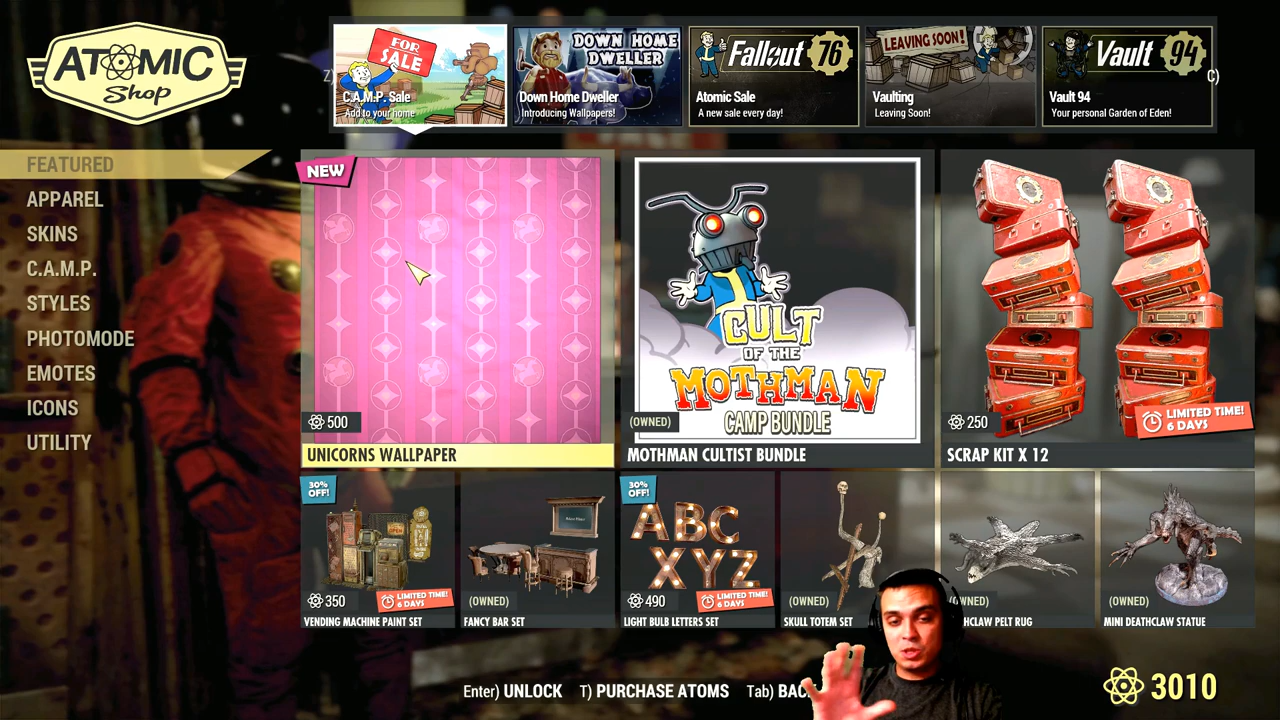 ATOMIC
Shop
Z)
FOR
SALE
C.A.M.P. Sale
Add to your home
DOWN HOME
DWELLER
Down Home Dweller
Introducing Wallpapers!
Fallout 76
Atomic Sale
A new sale every day!
LEAVING SOON!
Vaulting
Leaving Soon!
Vault 94
Vault 94
Your personal Garden of Eden!
C)
FEATURED
APPAREL
SKINS
C.A.M.P.
STYLES
PHOTOMODE
EMOTES
ICONS
UTILITY
NEW
500
UNICORNS WALLPAPER
CULT
OF THE
MOTHMAN
CAMP BUNDLE
(OWNED)
MOTHMAN CULTIST BUNDLE
250
LIMITED TIME!
6 DAYS
SCRAP KIT X 12
30%
OFF!
350
LIMITED TIME!
6 DAYS
VENDING MACHINE PAINT SET
(OWNED)
FANCY BAR SET
30%
OFF!
ABC
XYZ
490
LIMITED TIME!
6 DAYS
LIGHT BULB LETTERS SET
(OWNED)
SKULL TOTEM SET
OWNED)
HCLAW PELT RUG
(OWNED)
MINI DEATHCLAW STATUE
Enter) UNLOCK T) PURCHASE ATOMS Tab) BAC
3010